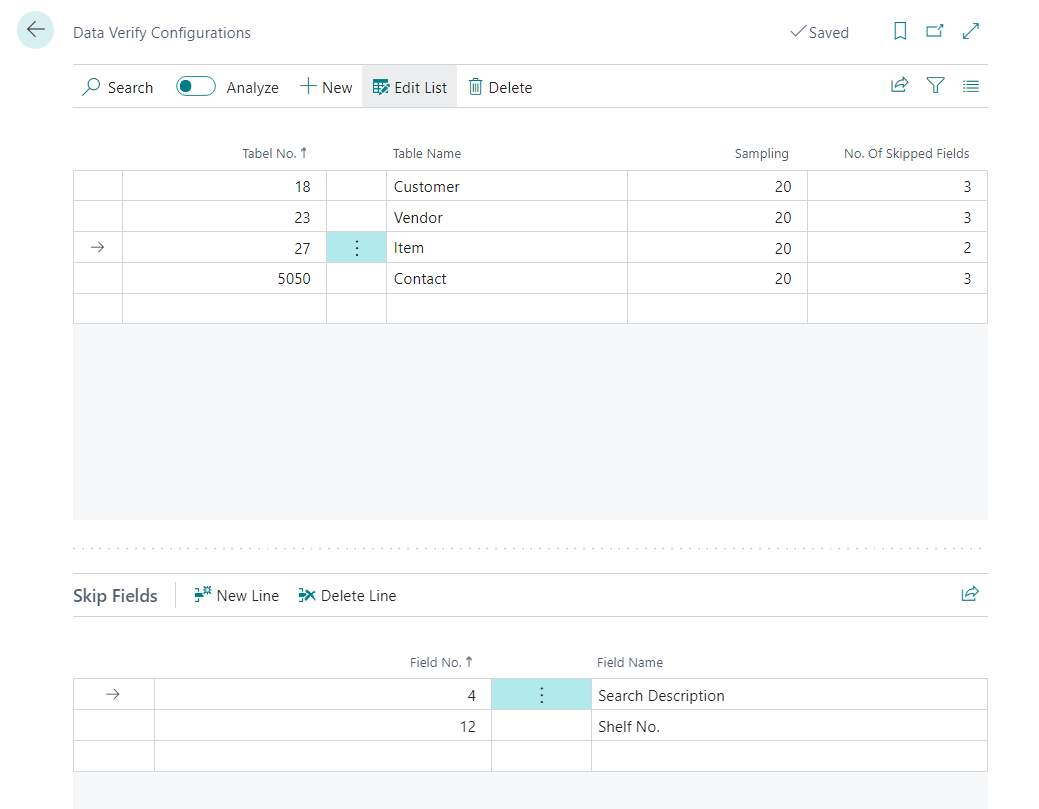 Data Verify Configurations Saved
Search Analyze New Edit List Delete
Tabel No. ↑ Table Name Sampling No. Of Skipped Fields
18 Customer 20 3
23 Vendor 20 3
27 Item 20 2
5050 Contact 20 3
Skip Fields New Line Delete Line
Field No. ↑ Field Name
4 Search Description
12 Shelf No.